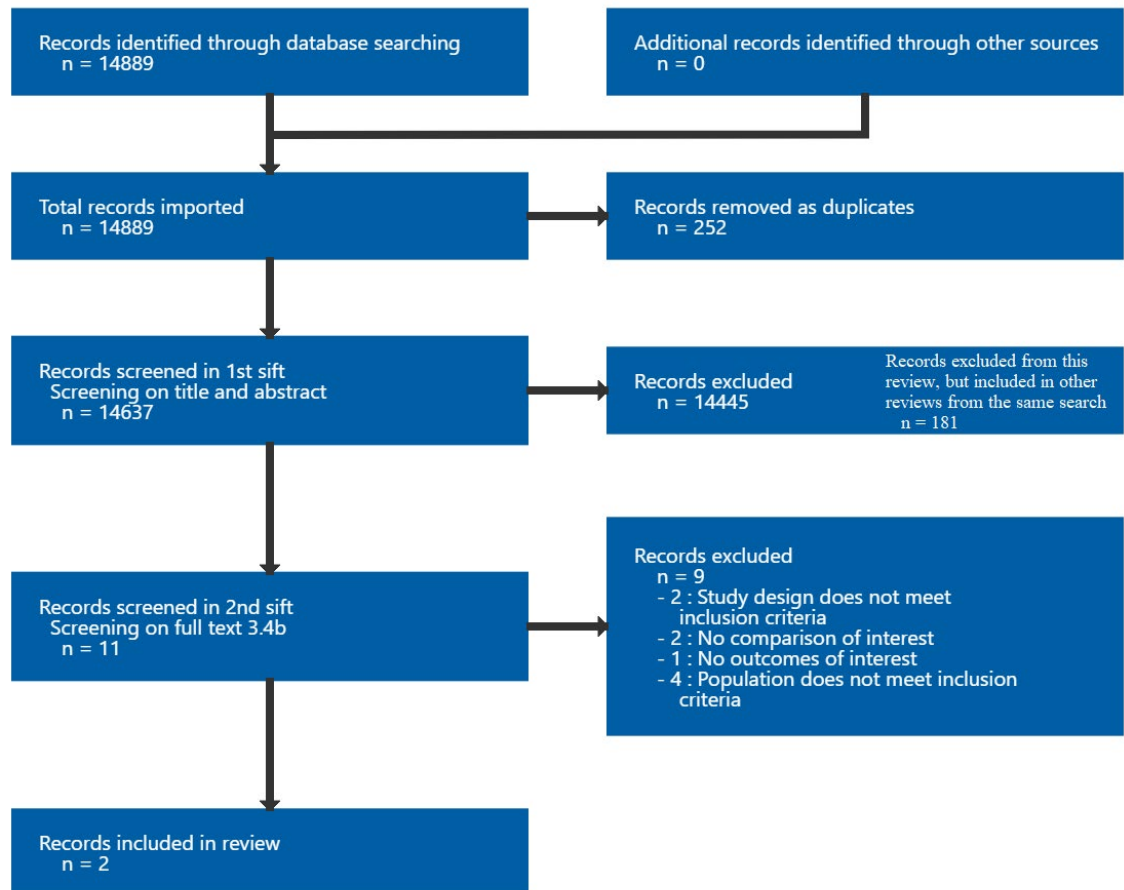 Records identified through database searching
n = 14889
Additional records identified through other sources
n = 0
Total records imported
n = 14889
Records removed as duplicates
n = 252
Records screened in 1st sift
Screening on title and abstract
n = 14637
Records excluded
n = 14445
Records excluded from this
review, but included in other
reviews from the same search
n = 181
Records screened in 2nd sift
Screening on full text 3.4b
n = 11
Records excluded
n = 9
- 2 : Study design does not meet
inclusion criteria
- 2 : No comparison of interest
- 1 : No outcomes of interest
- 4 : Population does not meet inclusion
criteria
Records included in review
n = 2